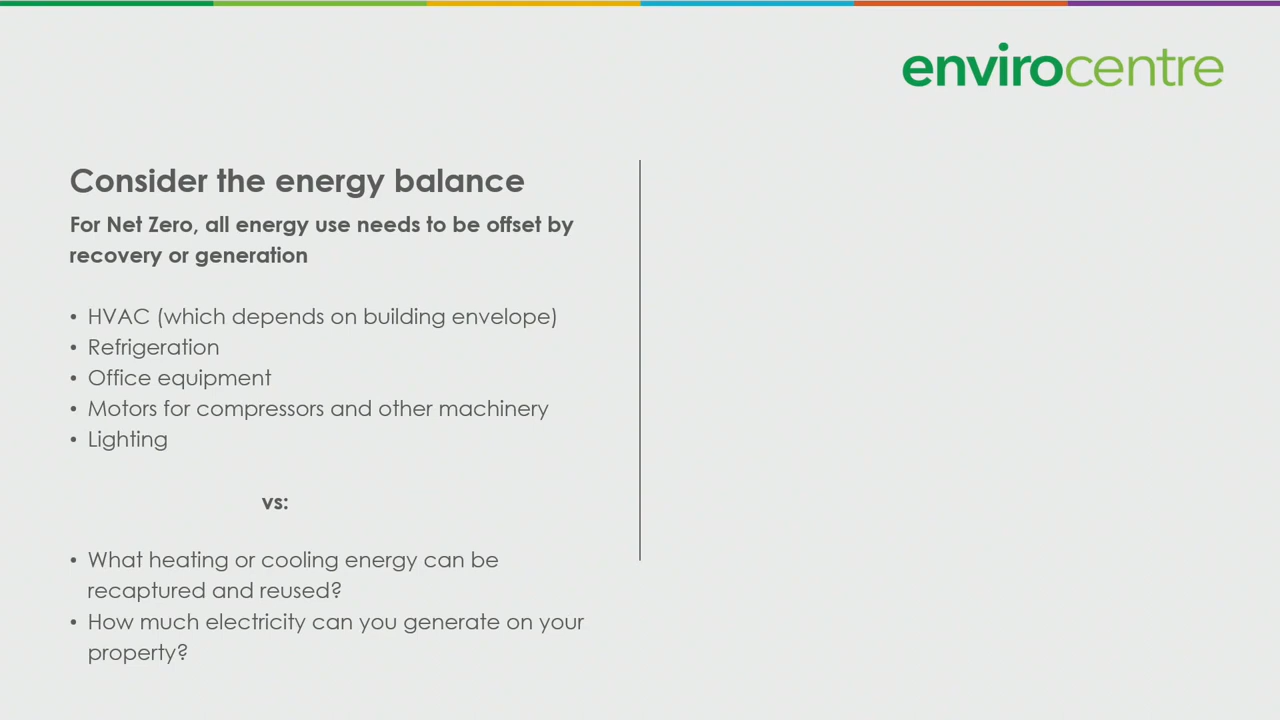 envirocentre
Consider the energy balance
For Net Zero, all energy use needs to be offset by
recovery or generation
• HVAC (which depends on building envelope)
• Refrigeration
• Office equipment
• Motors for compressors and other machinery
• Lighting
vs:
• What heating or cooling energy can be
recaptured and reused?
• How much electricity can you generate on your
property?